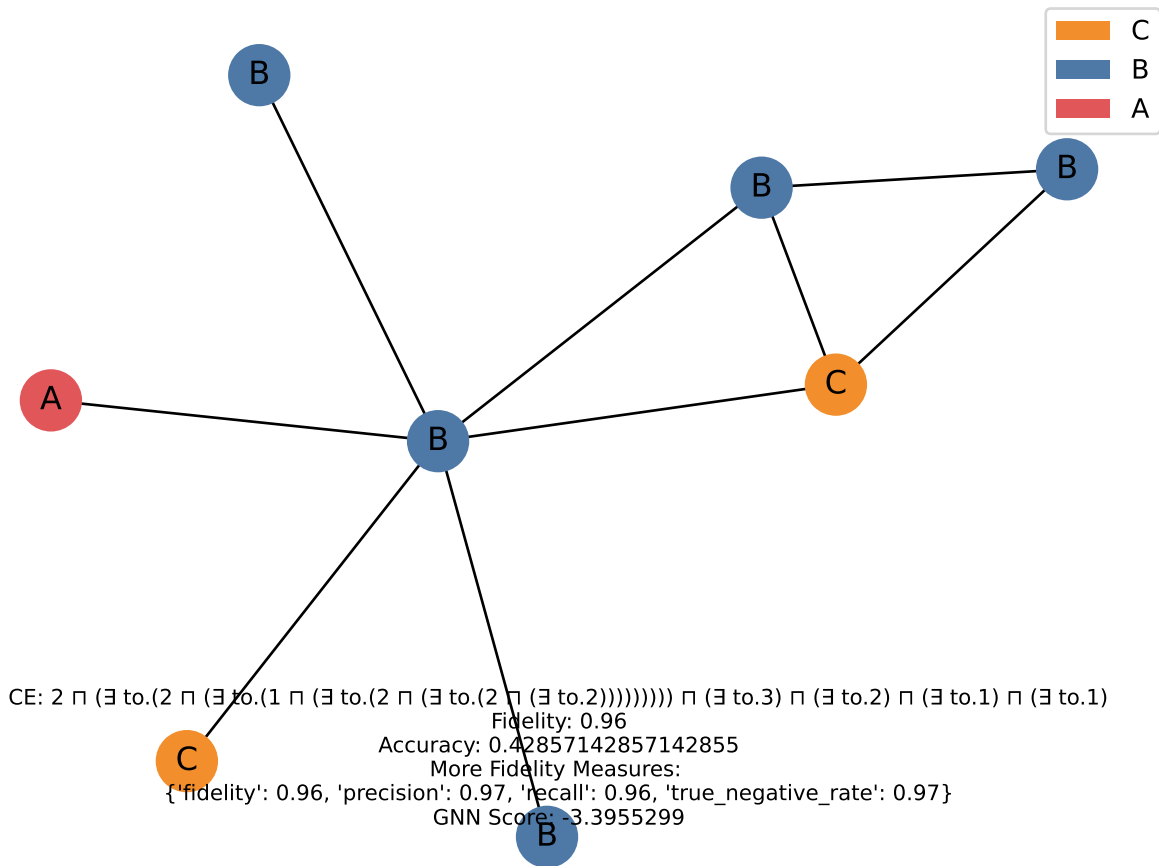 C
B
B
A
B
B
A
C
B
CE: 2 ⊓ (∃ to.(2 ⊓ (∃ to.(1 ⊓ (∃ to.(2 ⊓ (∃ to.(2 ⊓ (∃ to.2))))))))) ⊓ (∃ to.3) ⊓ (∃ to.2) ⊓ (∃ to.1) ⊓ (∃ to.1)
Fidelity: 0.96
Accuracy: 0.42857142857142855
C
More Fidelity Measures:
{'fidelity': 0.96, 'precision': 0.97, 'recall': 0.96, 'true_negative_rate': 0.97}
GNN Score: -3.3955299
B